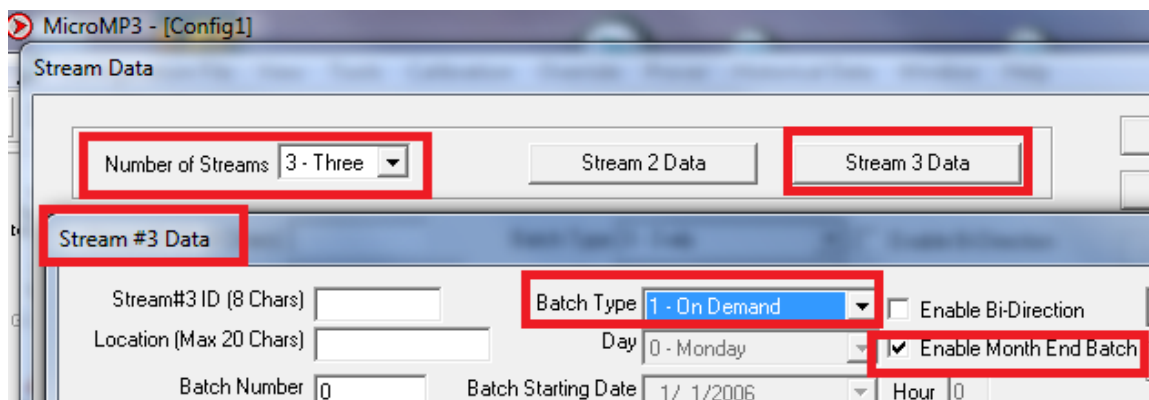 MicroMP3 - [Config1]
Stream Data
Number of Streams 3 - Three Stream 2 Data Stream 3 Data
Stream #3 Data
Stream#3 ID (8 Chars) Batch Type 1 - On Demand Enable Bi-Direction
Location (Max 20 Chars) Day 0 - Monday Enable Month End Batch
Batch Number 0 Batch Starting Date 1/ 1/2006 Hour 0